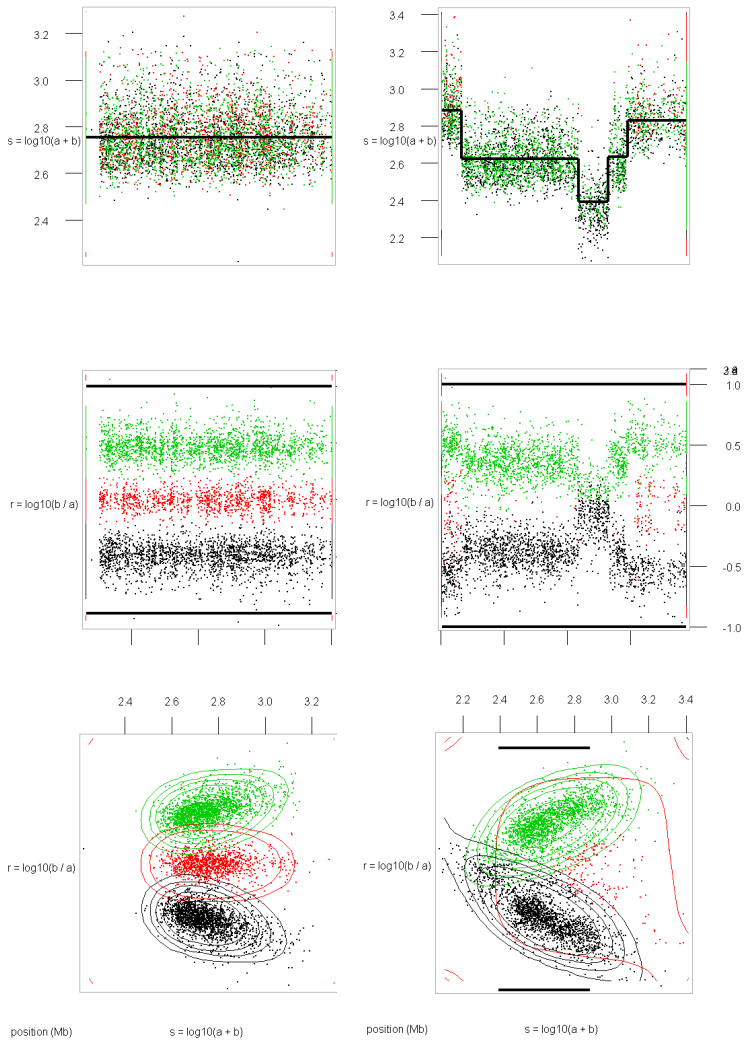 3.2
3.0
2.8
s = log10(a + b)
2.6
2.4
3.4
3.2
3.0
2.8
s = log10(a + b)
2.6
2.4
2.2
r = log10(b / a)
r = log10(b / a)
1.0
0.5
0.0
-0.5
-1.0
2.4 2.6 2.8 3.0 3.2
2.2 2.4 2.6 2.8 3.0 3.2 3.4
r = log10(b / a)
r = log10(b / a)
position (Mb) s = log10(a + b)
position (Mb) s = log10(a + b)